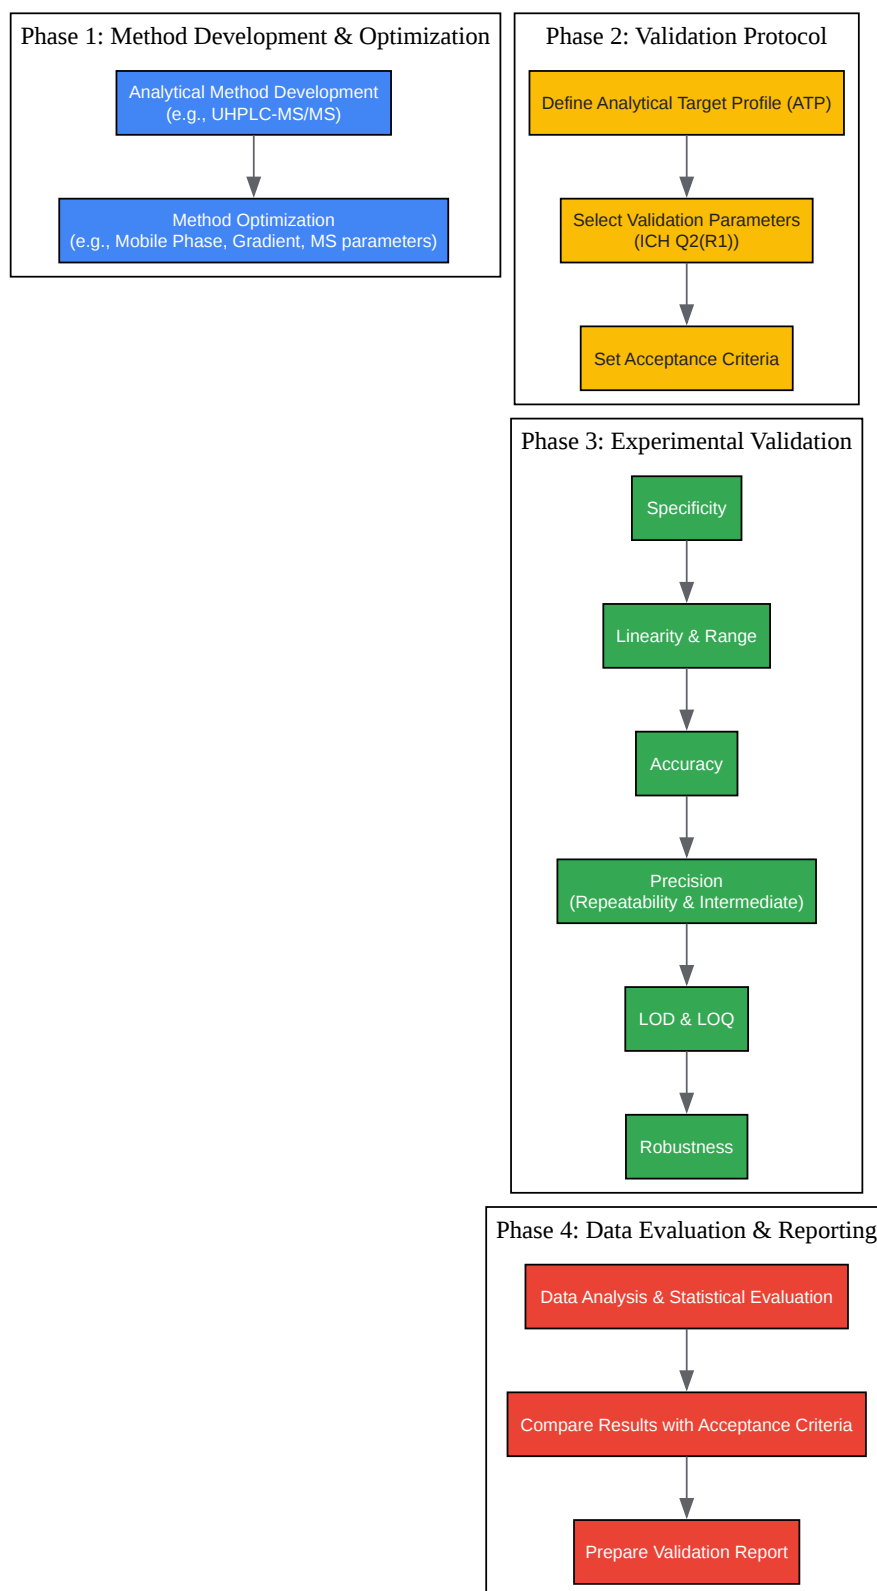 Phase 1: Method Development & Optimization
Analytical Method Development
(e.g., UHPLC-MS/MS)
Method Optimization
(e.g., Mobile Phase, Gradient, MS parameters)
Phase 2: Validation Protocol
Define Analytical Target Profile (ATP)
Select Validation Parameters
(ICH Q2(R1))
Set Acceptance Criteria
Phase 3: Experimental Validation
Specificity
Linearity & Range
Accuracy
Precision
(Repeatability & Intermediate)
LOD & LOQ
Robustness
Phase 4: Data Evaluation & Reporting
Data Analysis & Statistical Evaluation
Compare Results with Acceptance Criteria
Prepare Validation Report